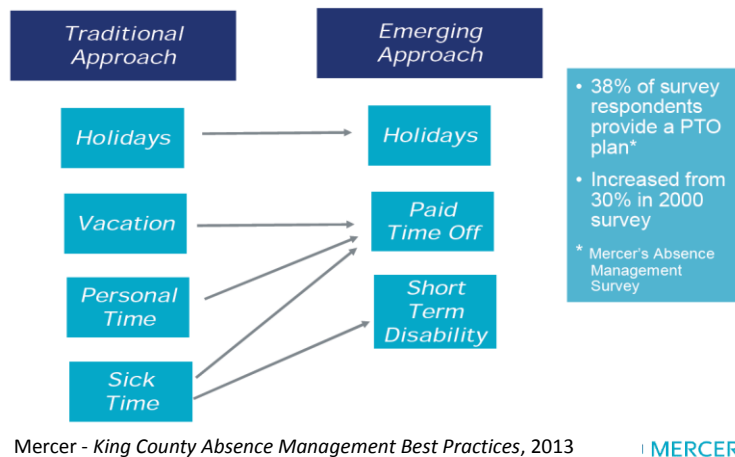 Traditional
Approach
Emerging
Approach
Holidays
Holidays
Vacation
Paid
Time Off
Personal
Time
Short
Term
Disability
Sick
Time
• 38% of survey
respondents
provide a PTO
plan*
• Increased from
30% in 2000
survey
* Mercer's Absence
Management
Survey
Mercer - King County Absence Management Best Practices, 2013
MERCER